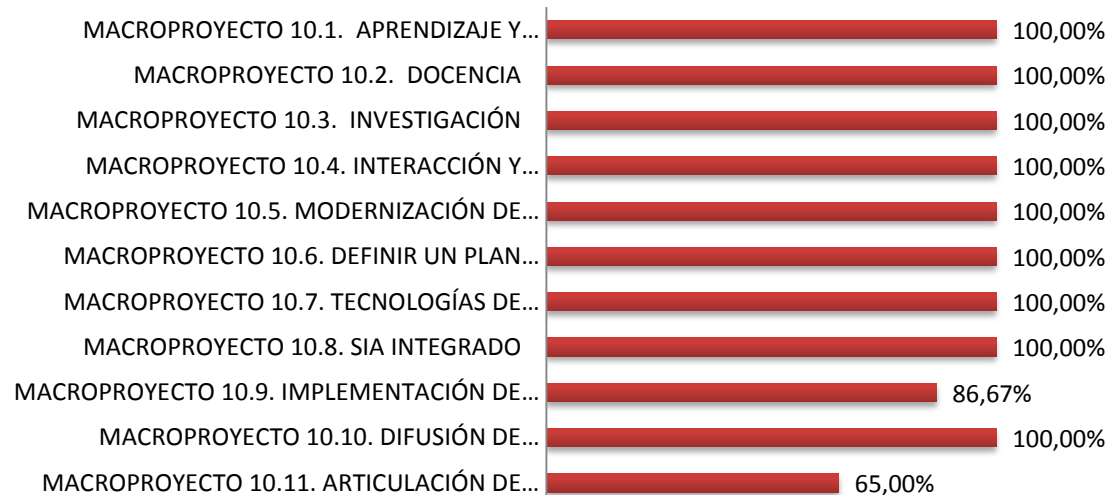 MACROPROYECTO 10.1.  APRENDIZAJE Y... 100,00%
MACROPROYECTO 10.2.  DOCENCIA 100,00%
MACROPROYECTO 10.3.  INVESTIGACIÓN 100,00%
MACROPROYECTO 10.4. INTERACCIÓN Y... 100,00%
MACROPROYECTO 10.5. MODERNIZACIÓN DE... 100,00%
MACROPROYECTO 10.6. DEFINIR UN PLAN... 100,00%
MACROPROYECTO 10.7. TECNOLOGÍAS DE... 100,00%
MACROPROYECTO 10.8. SIA INTEGRADO 100,00%
MACROPROYECTO 10.9. IMPLEMENTACIÓN DE... 86,67%
MACROPROYECTO 10.10. DIFUSIÓN DE... 100,00%
MACROPROYECTO 10.11. ARTICULACIÓN DE... 65,00%